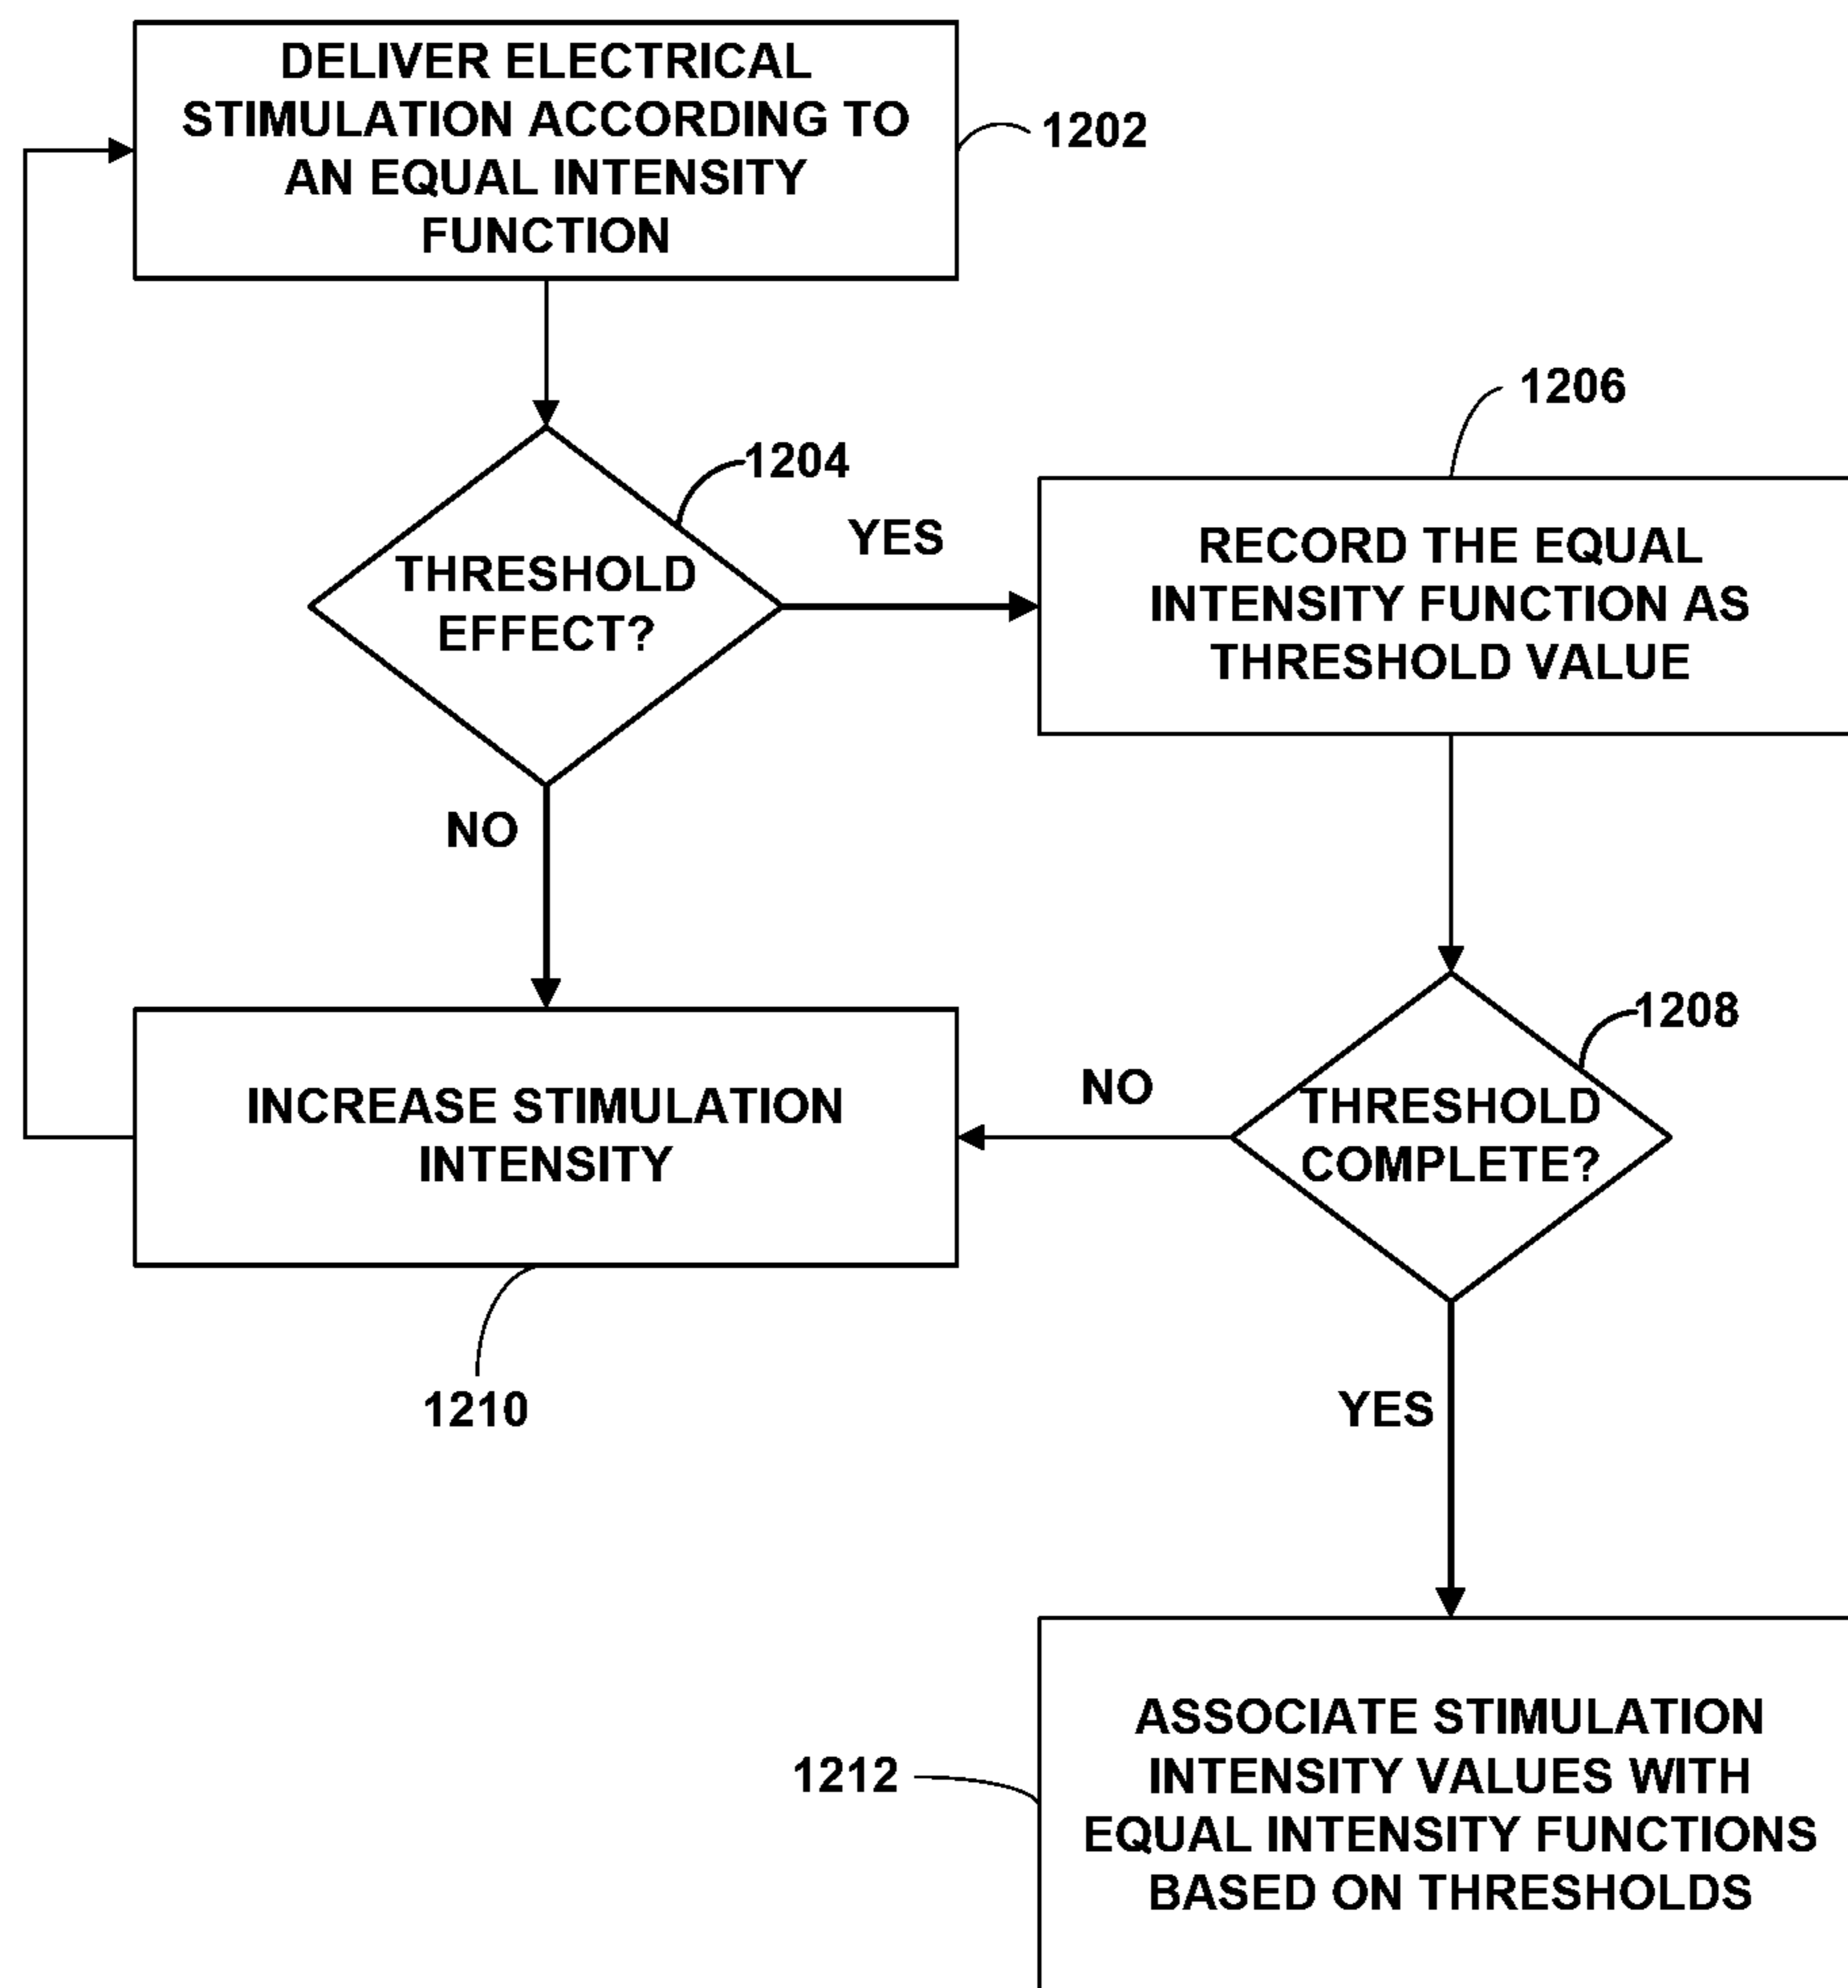 DELIVER ELECTRICAL
STIMULATION ACCORDING TO
AN EQUAL INTENSITY
FUNCTION
1202
1204
THRESHOLD
EFFECT?
YES
NO
1206
RECORD THE EQUAL
INTENSITY FUNCTION AS
THRESHOLD VALUE
1208
THRESHOLD
COMPLETE?
NO
YES
INCREASE STIMULATION
INTENSITY
1210
1212
ASSOCIATE STIMULATION
INTENSITY VALUES WITH
EQUAL INTENSITY FUNCTIONS
BASED ON THRESHOLDS